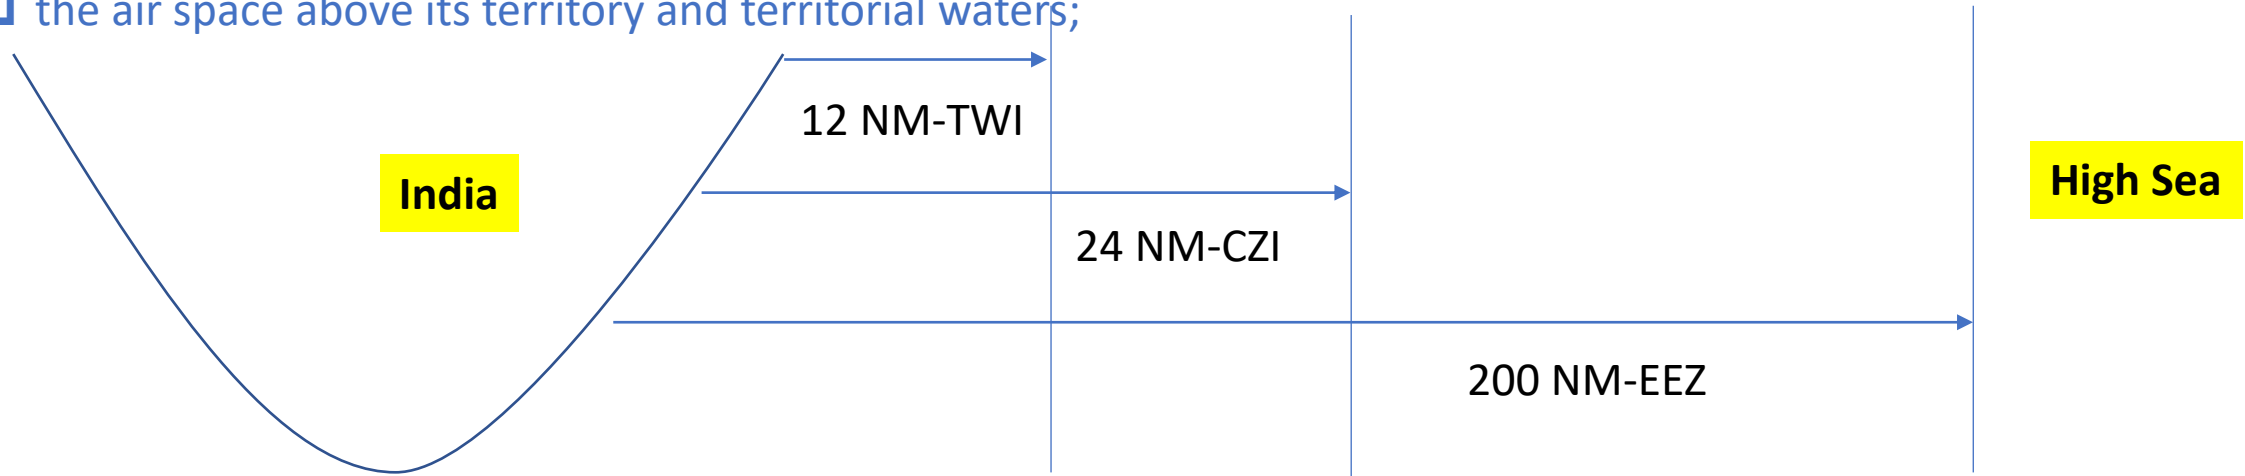 the air space above its territory and territorial waters;
12 NM-TWI
India
High Sea
24 NM-CZI
200 NM-EEZ